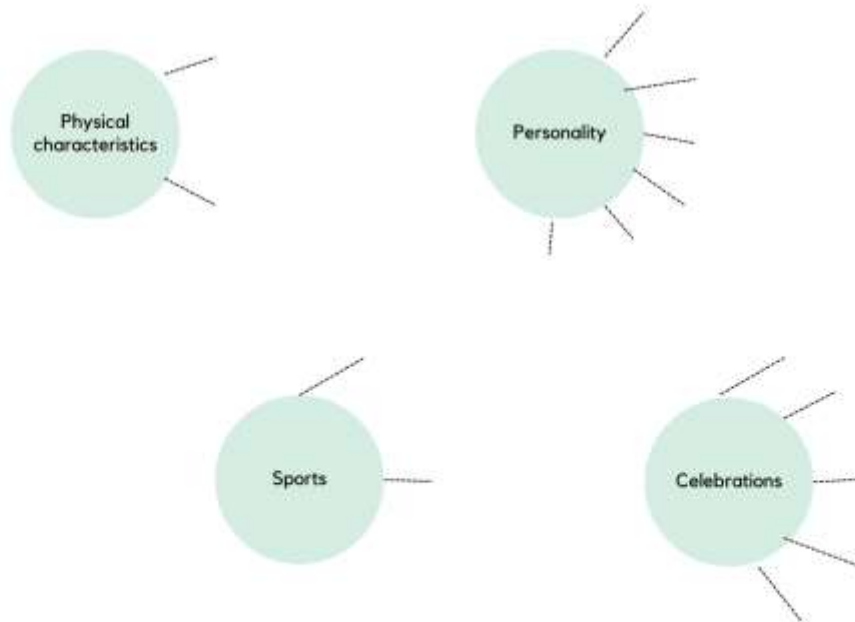 Physical
characteristics
Personality
Sports
Celebrations